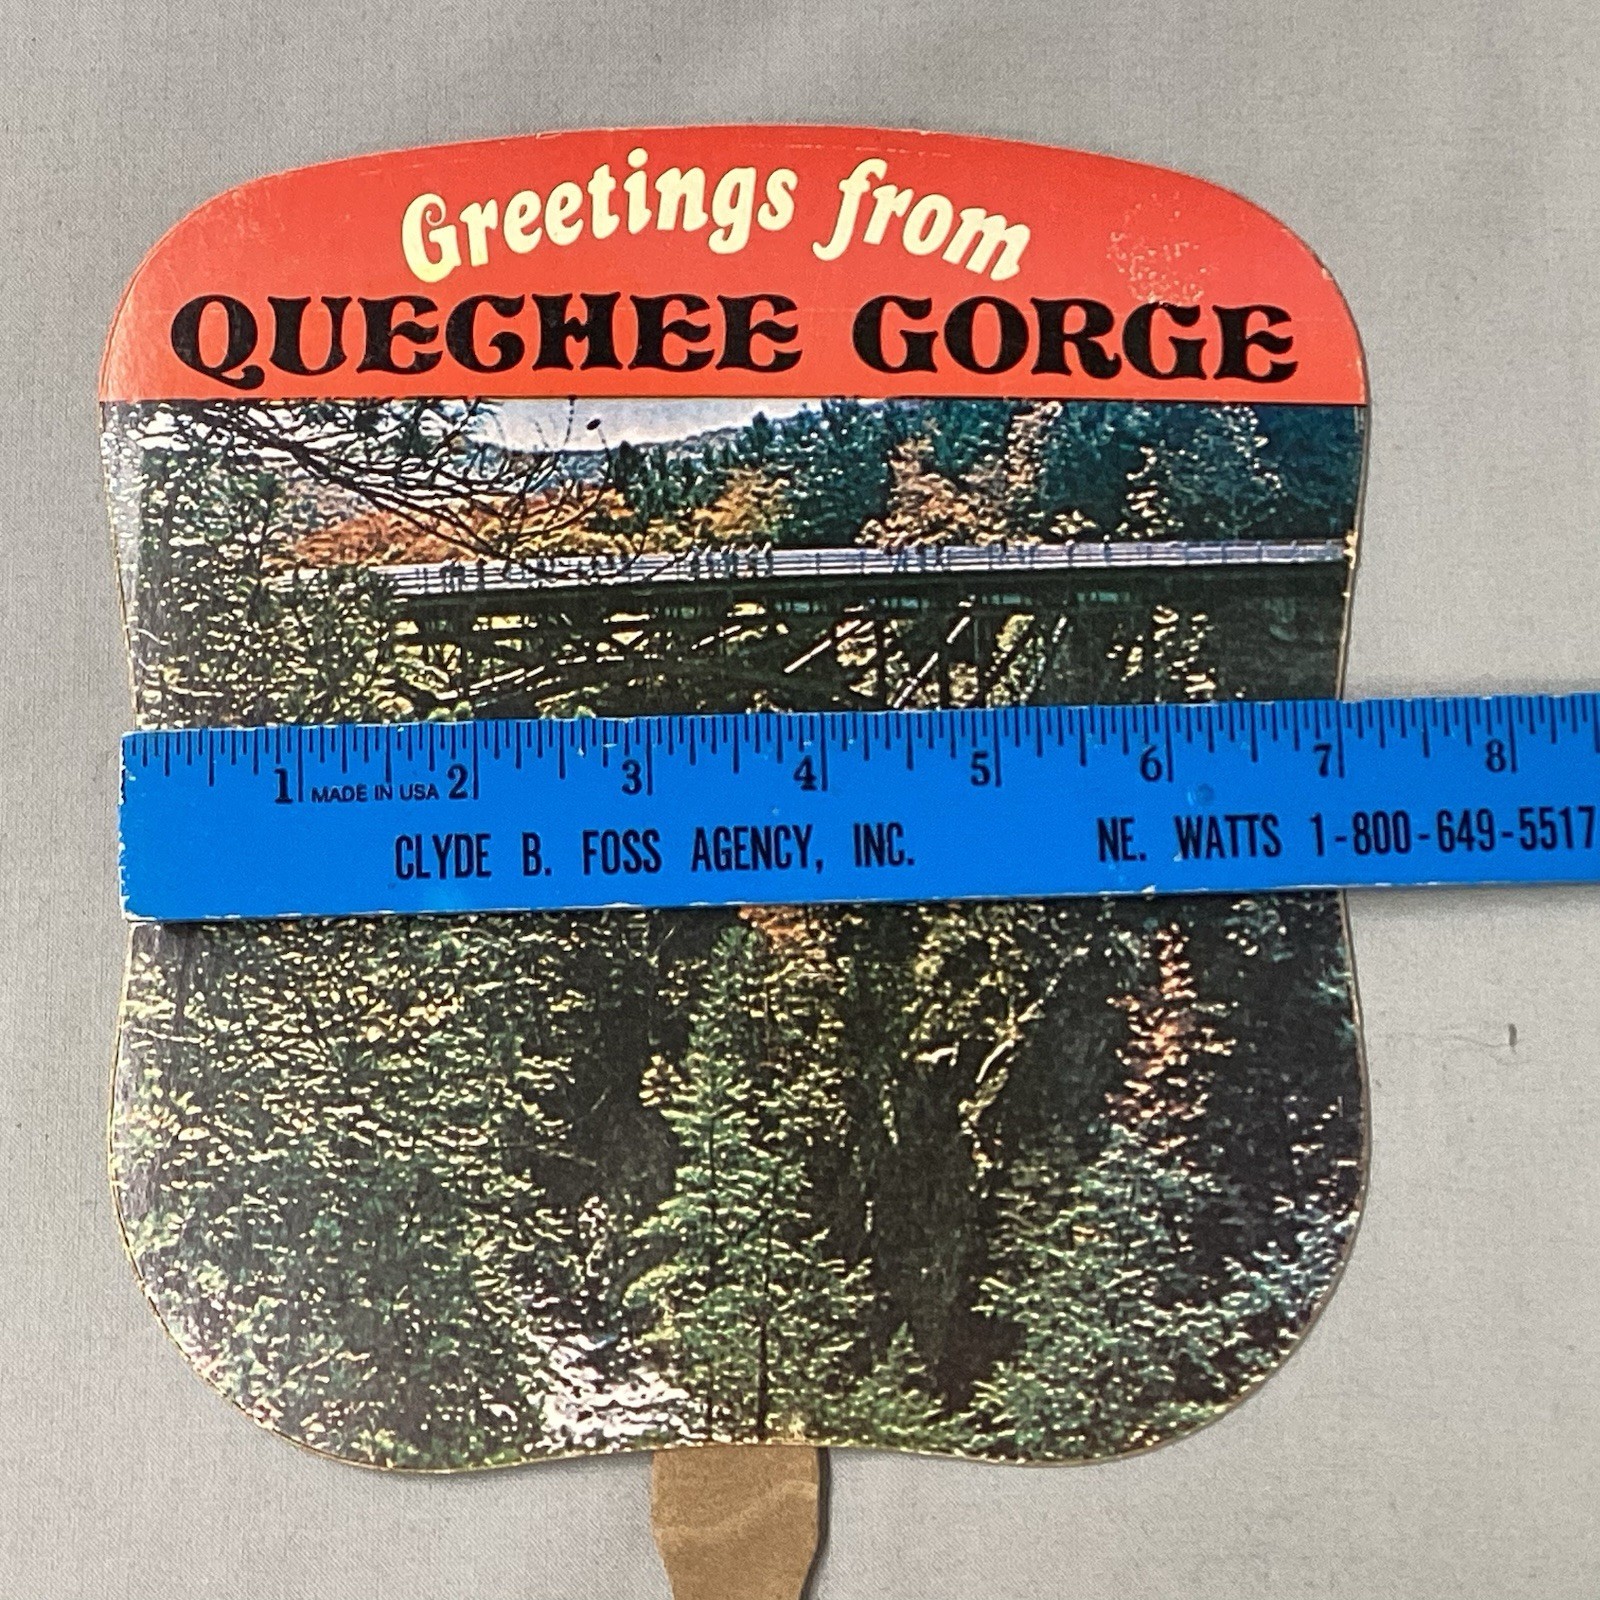 Greetings from
QUECHEE GORGE
1 MADE IN USA 2 3 4 5 6 7 8
CLYDE B. FOSS AGENCY, INC. NE. WATTS 1-800-649-5517